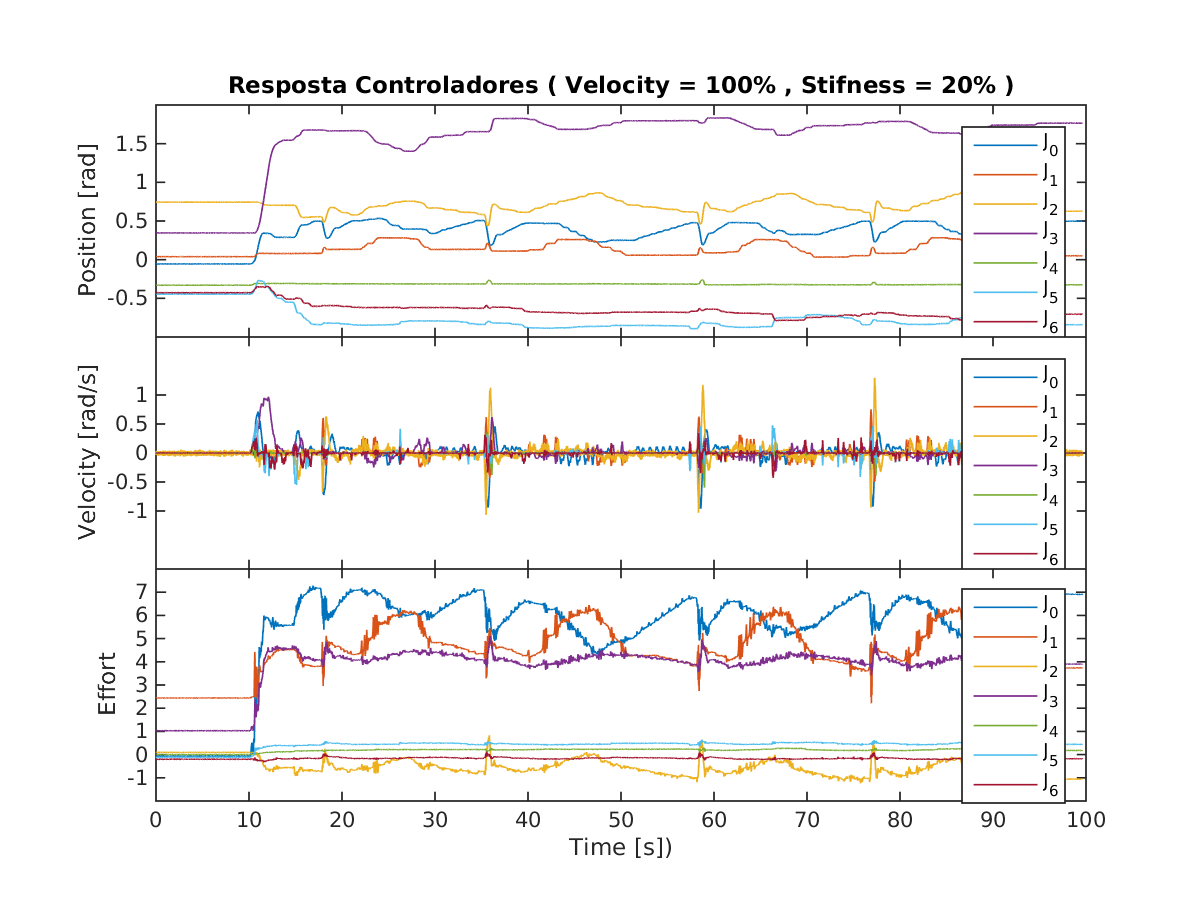 Resposta Controladores ( Velocity = 100% , Stifness = 20% )
Position [rad]
1.5
1
0.5
0
-0.5
J0
J1
J2
J3
J4
J5
J6
Velocity [rad/s]
1
0.5
0
-0.5
-1
J0
J1
J2
J3
J4
J5
J6
Effort
7
6
5
4
3
2
1
0
-1
J0
J1
J2
J3
J4
J5
J6
0 10 20 30 40 50 60 70 80 90 100
Time [s])